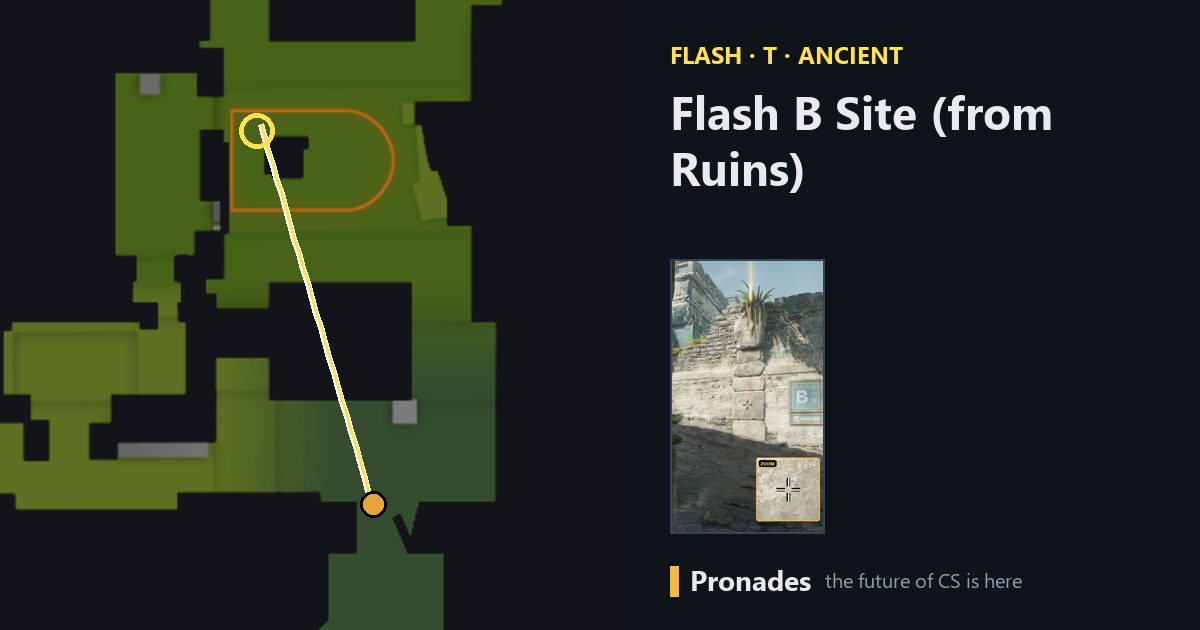 FLASH · T · ANCIENT
Flash B Site (from
Ruins)
B
ZOOM
Pronades
the future of CS is here